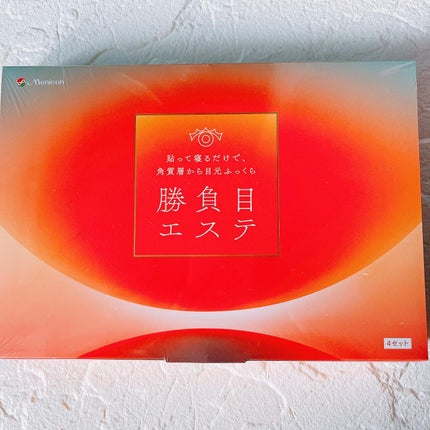 Menicon
貼って寝るだけで、
角質層から目元ふっくら
勝負目
エステ
4セット